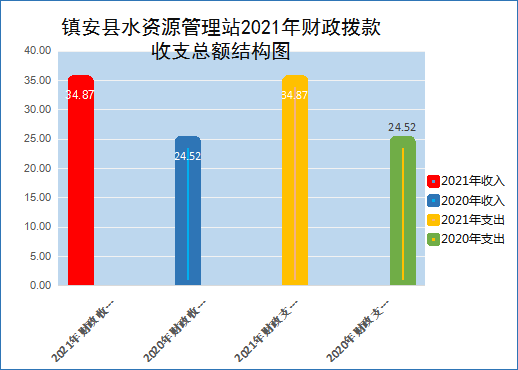 镇安县水资源管理站2021年财政拨款
收支总额结构图
40.00
35.00
30.00
25.00
20.00
15.00
10.00
5.00
0.00
34.87
24.52
34.87
24.52
2021年财政收…
2020年财政收…
2021年财政支…
2020年财政支…
2021年收入
2020年收入
2021年支出
2020年支出